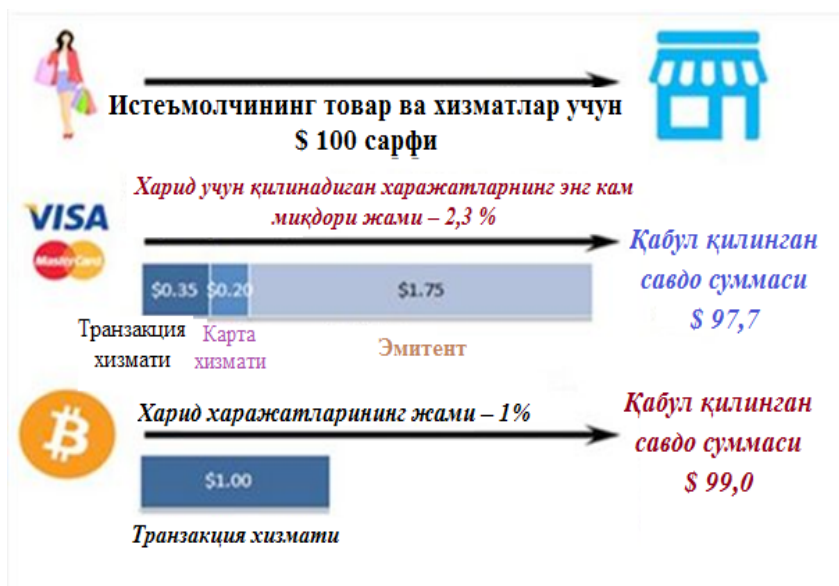 Истеъмолчининг товар ва хизматлар учун
$ 100 сарфи
Харид учун қилинадиган харажатларнинг энг кам
миқдори жами – 2,3 %
VISA
MasterCard
$0.35 $0.20 $1.75
Транзакция
хизмати
Карта
хизмати
Эмитент
Қабул қилинган
савдо суммаси
$ 97,7
Харид харажатларининг жами – 1%
$1.00
Транзакция хизмати
Қабул қилинган
савдо суммаси
$ 99,0